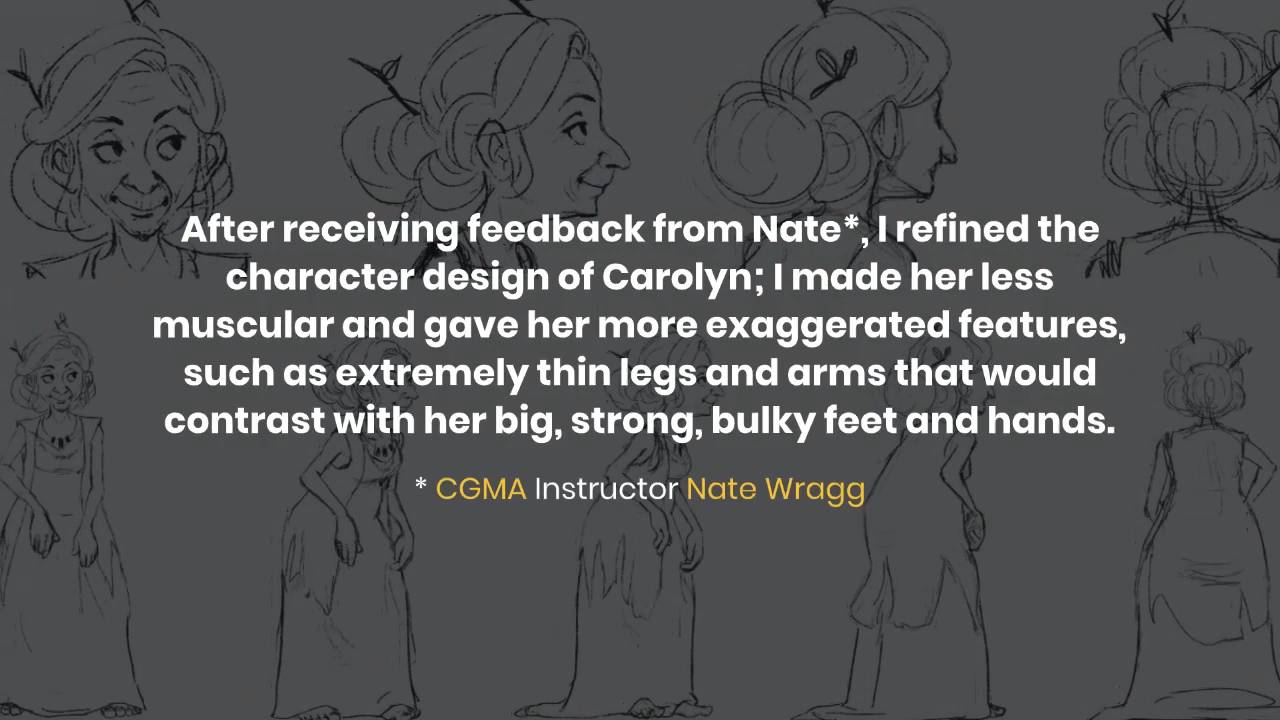 After receiving feedback from Nate*, I refined the
character design of Carolyn; I made her less
muscular and gave her more exaggerated features,
such as extremely thin legs and arms that would
contrast with her big, strong, bulky feet and hands.
* CGMA Instructor Nate Wragg